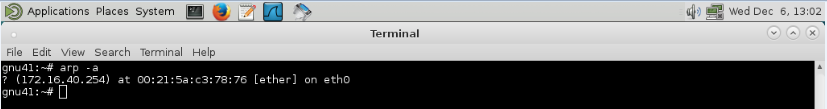 Applications Places System
Wed Dec 6, 13:02
Terminal
File Edit View Search Terminal Help
gnu41:~# arp -a
? (172.16.40.254) at 00:21:5a:c3:78:76 [ether] on eth0
gnu41:~#